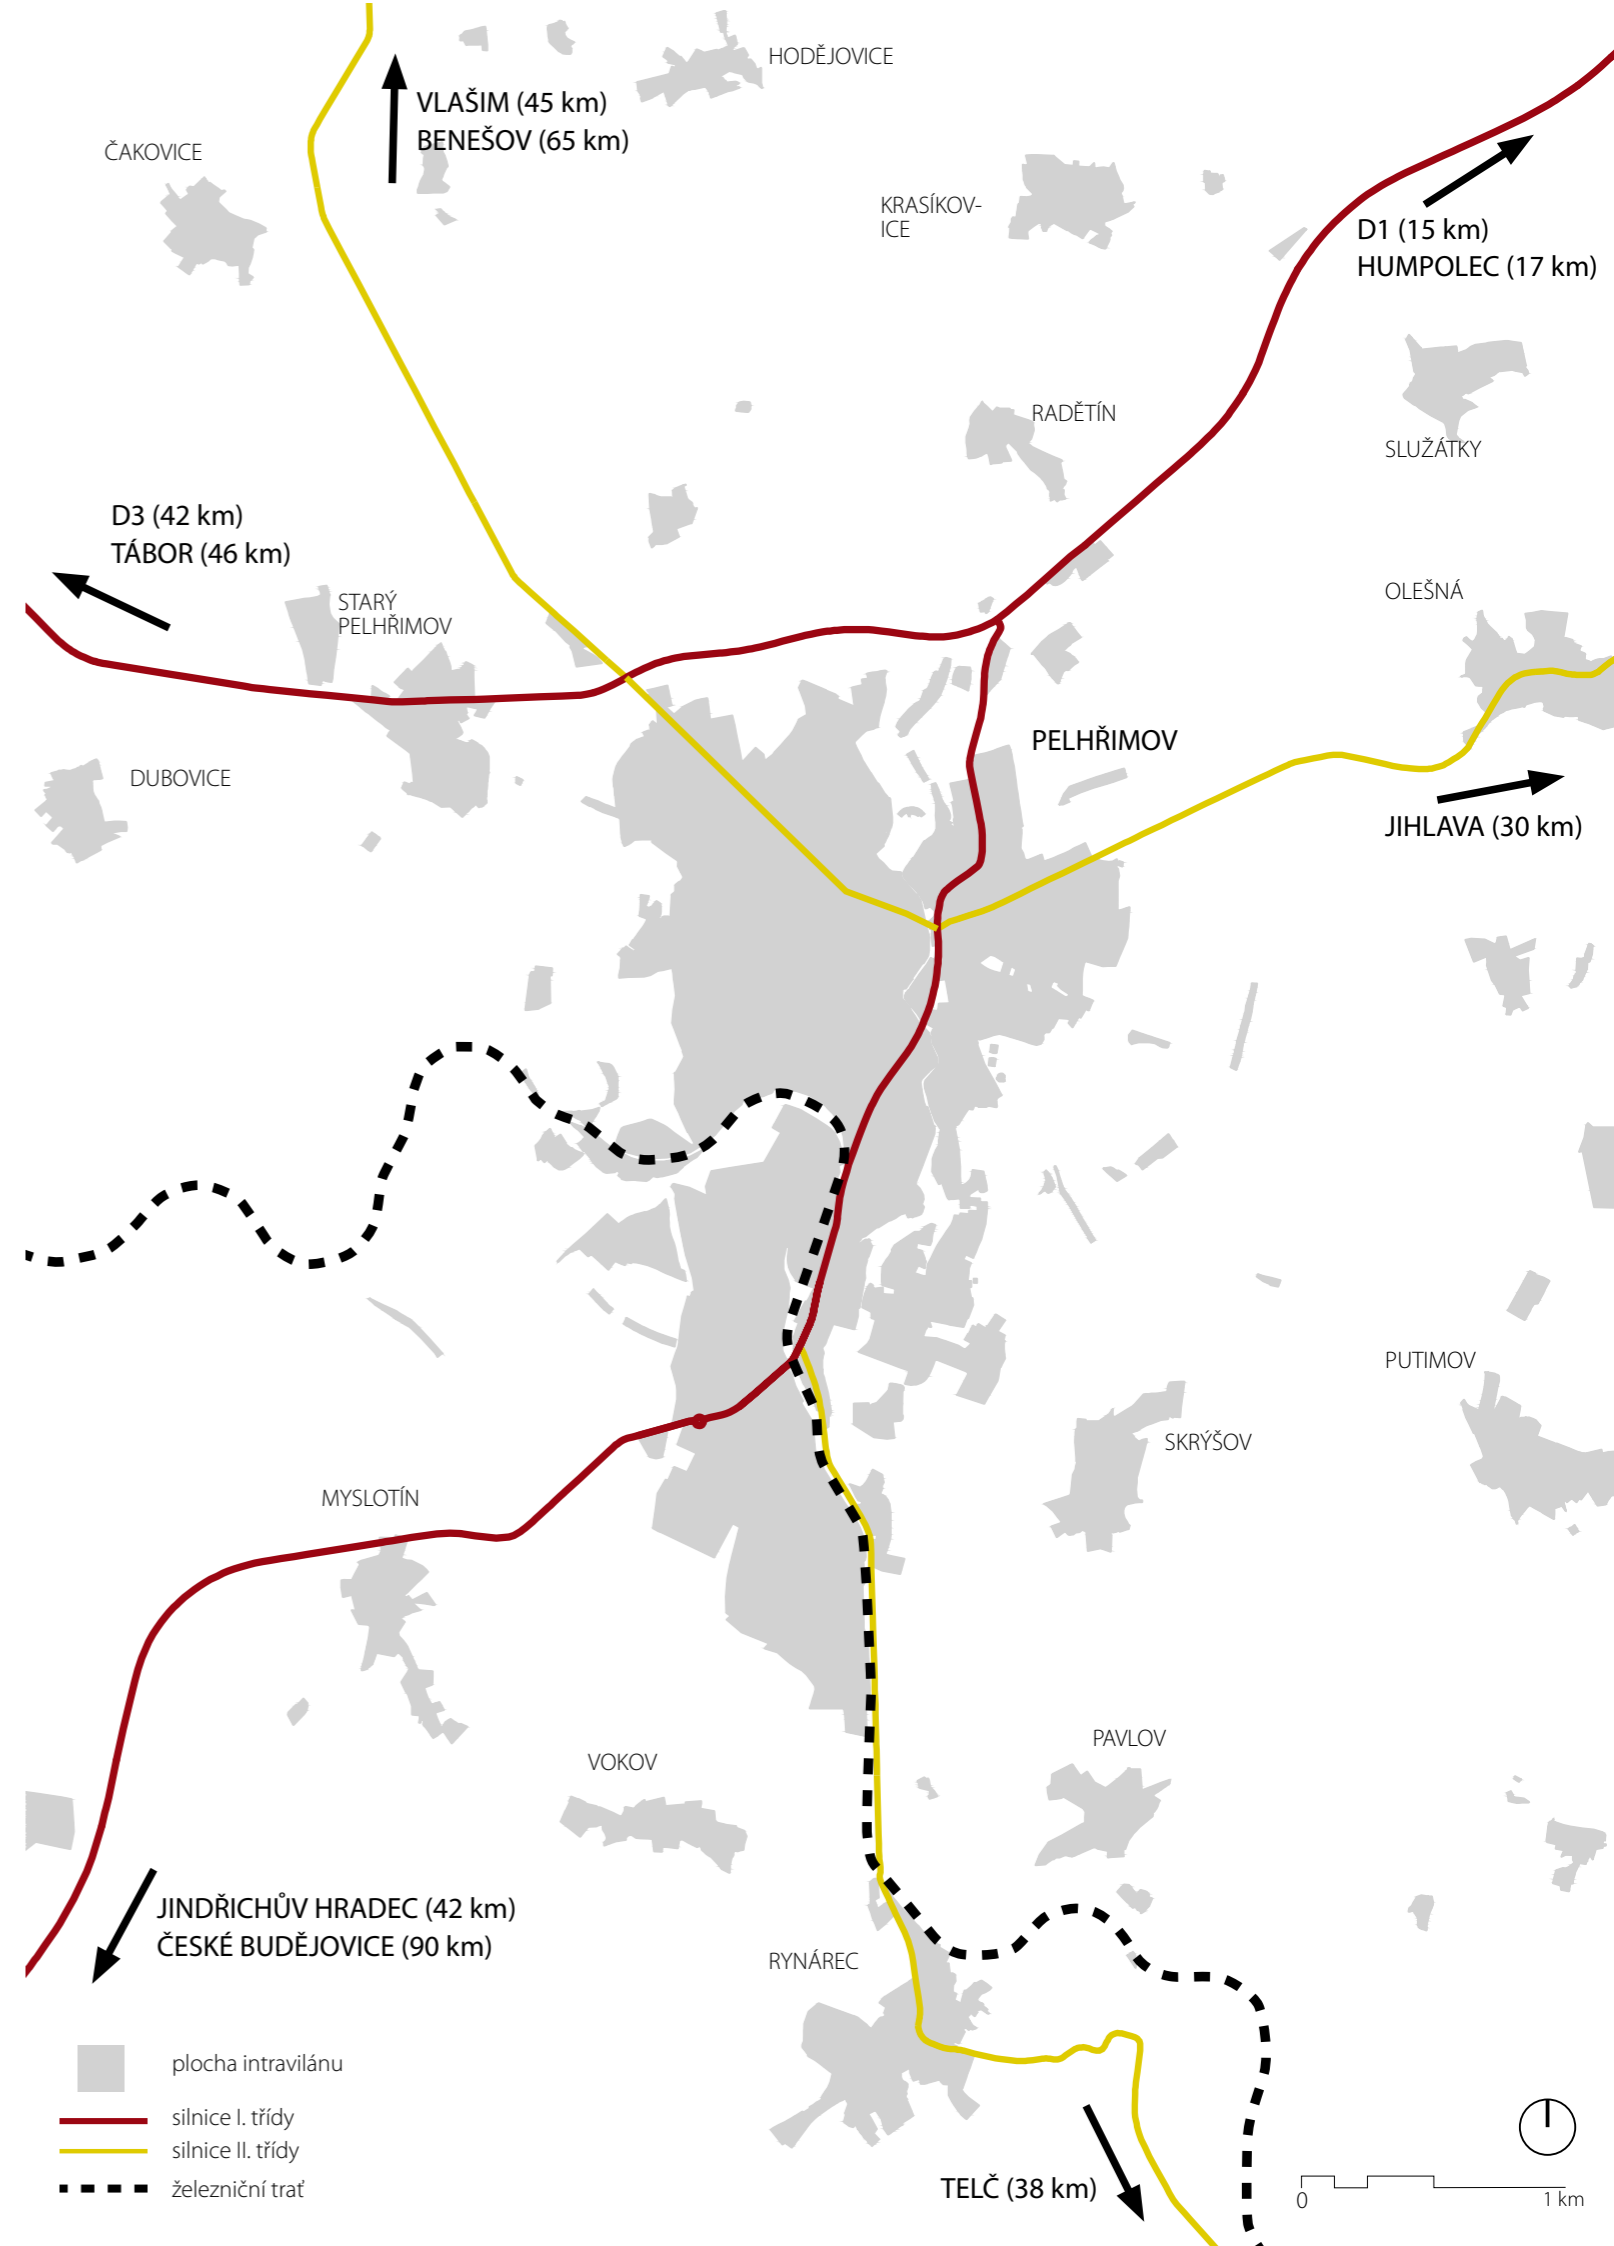 HODĚJOVICE
VLAŠIM (45 km)
BENEŠOV (65 km)
ČAKOVICE
KRASÍKOV-
ICE
D1 (15 km)
HUMPOLEC (17 km)
RADĚTÍN
SLUŽÁTKY
D3 (42 km)
TÁBOR (46 km)
STARÝ
PELHŘIMOV
OLEŠNÁ
PELHŘIMOV
DUBOVICE
JIHLAVA (30 km)
PUTIMOV
SKRÝŠOV
MYSLOTÍN
PAVLOV
VOKOV
JINDŘICHŮV HRADEC (42 km)
ČESKÉ BUDĚJOVICE (90 km)
RYNÁREC
plocha intravilánu
silnice I. třídy
silnice II. třídy
železniční trať
TELČ (38 km)
0
1 km